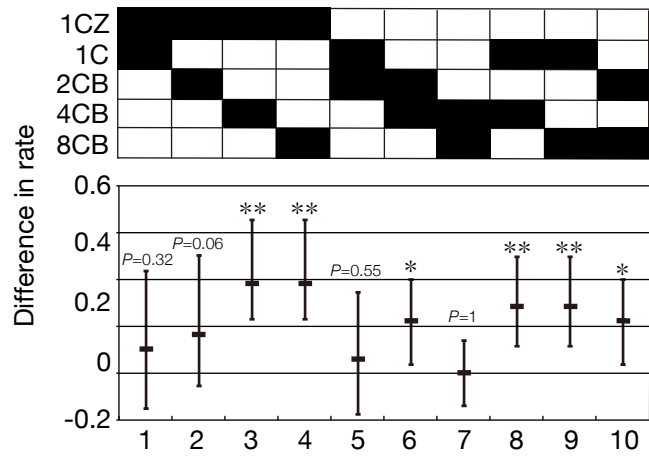 1CZ
1C
2CB
4CB
8CB
Difference in rate
0.6
0.4
0.2
0
-0.2
P=0.32
P=0.06
**
**
P=0.55
*
P=1
**
**
*
1 2 3 4 5 6 7 8 9 10